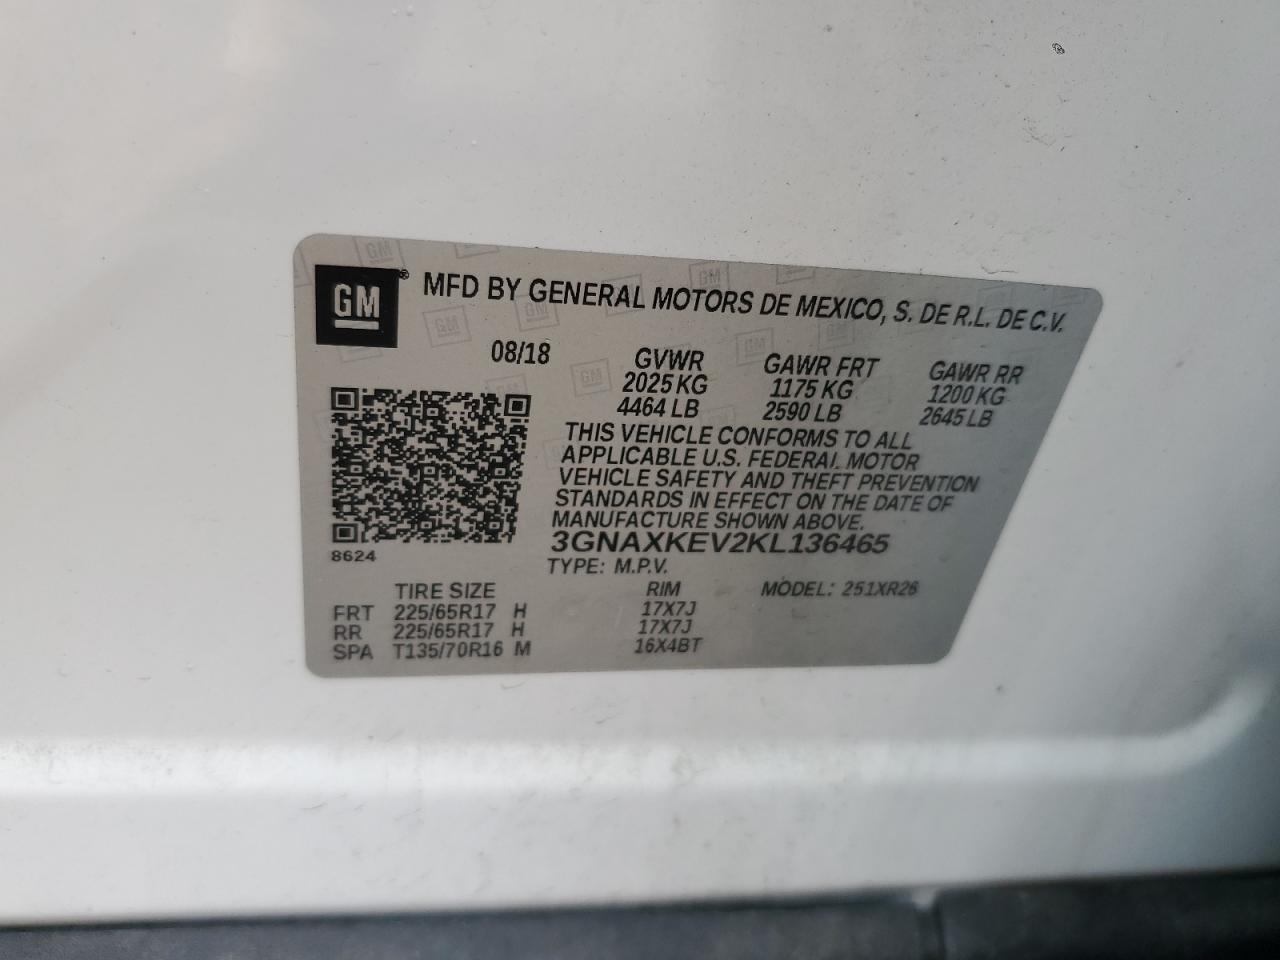 GM ® MFD BY GENERAL MOTORS DE MEXICO, S. DE R.L. DE C.V.
08/18 GVWR GAWR FRT GAWR RR
2025 KG 1175 KG 1200 KG
4464 LB 2590 LB 2645 LB
THIS VEHICLE CONFORMS TO ALL
APPLICABLE U.S. FEDERAL MOTOR
VEHICLE SAFETY AND THEFT PREVENTION
STANDARDS IN EFFECT ON THE DATE OF
MANUFACTURE SHOWN ABOVE.
3GNAXKEV2KL136465
8624
TYPE: M.P.V.
TIRE SIZE RIM MODEL: 251XR26
FRT 225/65R17 H 17X7J
RR 225/65R17 H 17X7J
SPA T135/70R16 M 16X4BT